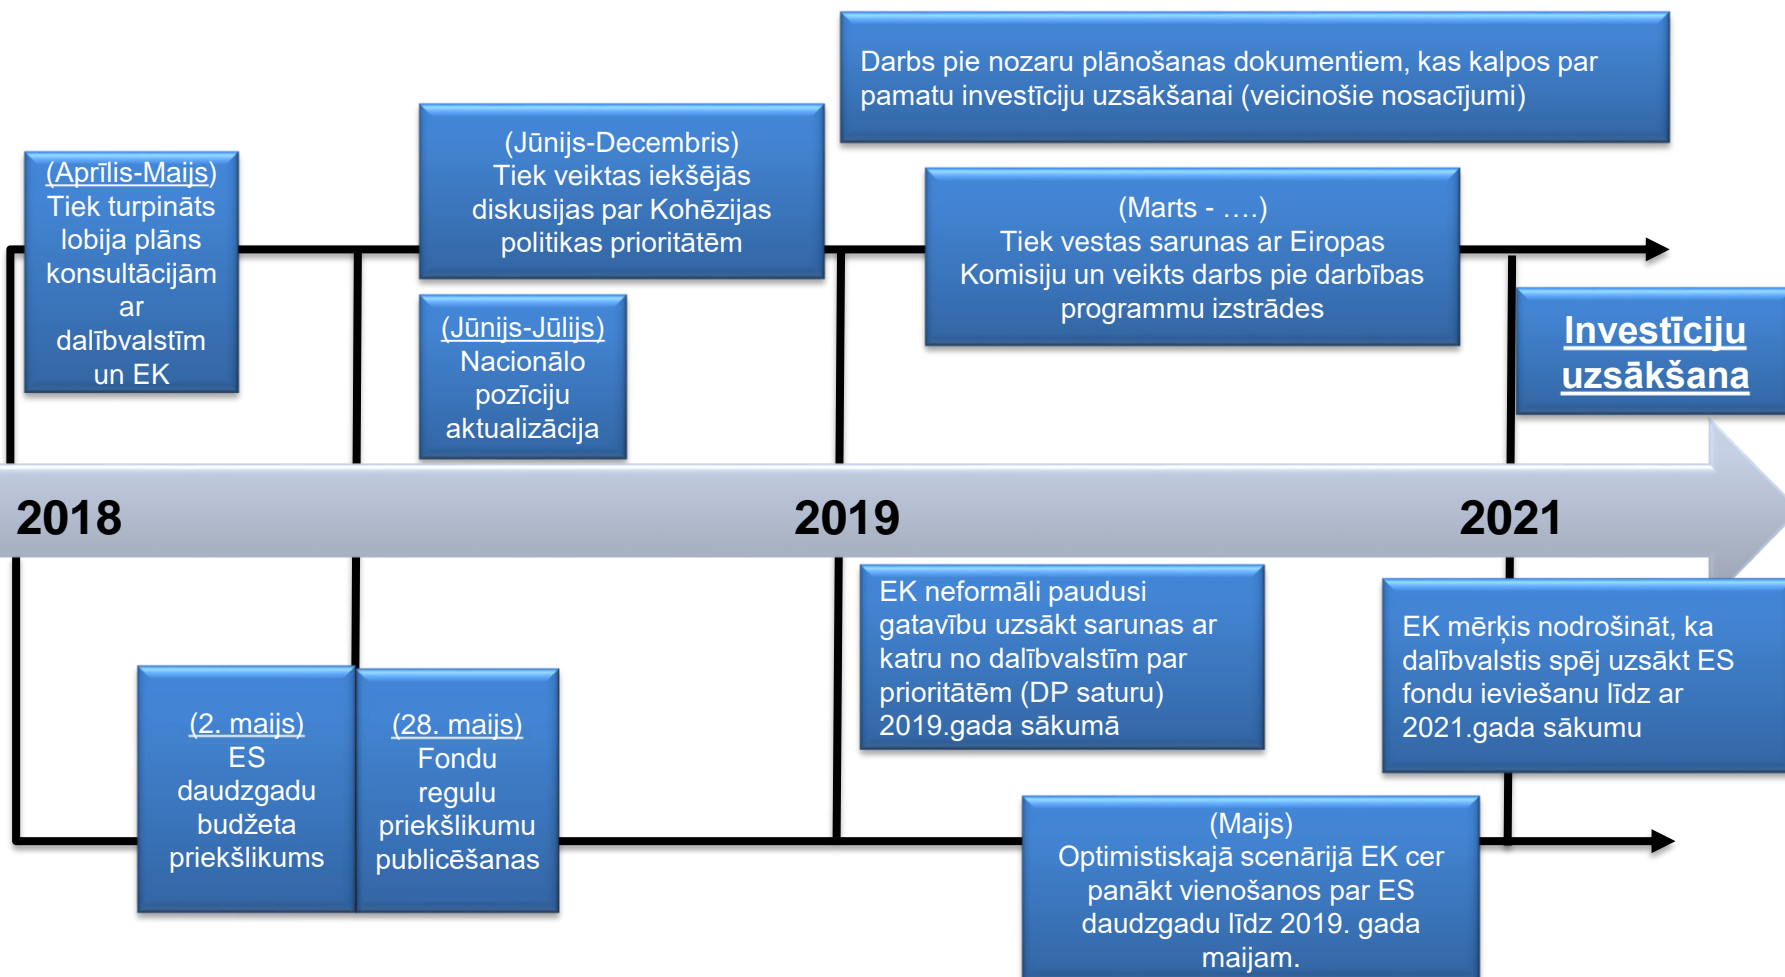 Darbs pie nozaru plānošanas dokumentiem, kas kalpos par
pamatu investīciju uzsākšanai (veicinošie nosacījumi)
(Aprīlis-Maijs)
Tiek turpināts
lobija plāns
konsultācijām
ar
dalībvalstīm
un EK
(Jūnijs-Decembris)
Tiek veiktas iekšējās
diskusijas par Kohēzijas
politikas prioritātēm
(Jūnijs-Jūlijs)
Nacionālo
pozīciju
aktualizācija
(Marts - ….)
Tiek vestas sarunas ar Eiropas
Komisiju un veikts darbs pie darbības
programmu izstrādes
Investīciju
uzsākšana
2018
2019
2021
(2. maijs)
ES
daudzgadu
budžeta
priekšlikums
(28. maijs)
Fondu
regulu
priekšlikumu
publicēšanas
EK neformāli paudusi
gatavību uzsākt sarunas ar
katru no dalībvalstīm par
prioritātēm (DP saturu)
2019.gada sākumā
(Maijs)
Optimistiskajā scenārijā EK cer
panākt vienošanos par ES
daudzgadu līdz 2019. gada
maijam.
EK mērķis nodrošināt, ka
dalībvalstis spēj uzsākt ES
fondu ieviešanu līdz ar
2021.gada sākumu